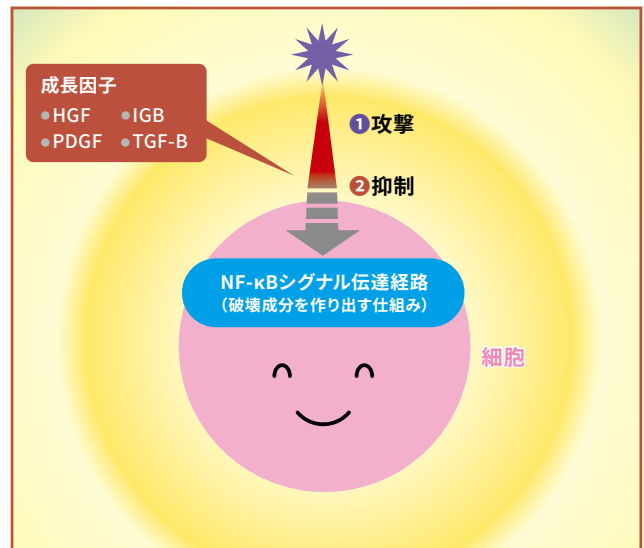 成長因子
●HGF ●IGB
●PDGF ●TGF-B
❶攻撃
❷抑制
NF-κBシグナル伝達経路
(破壊成分を作り出す仕組み)
細胞